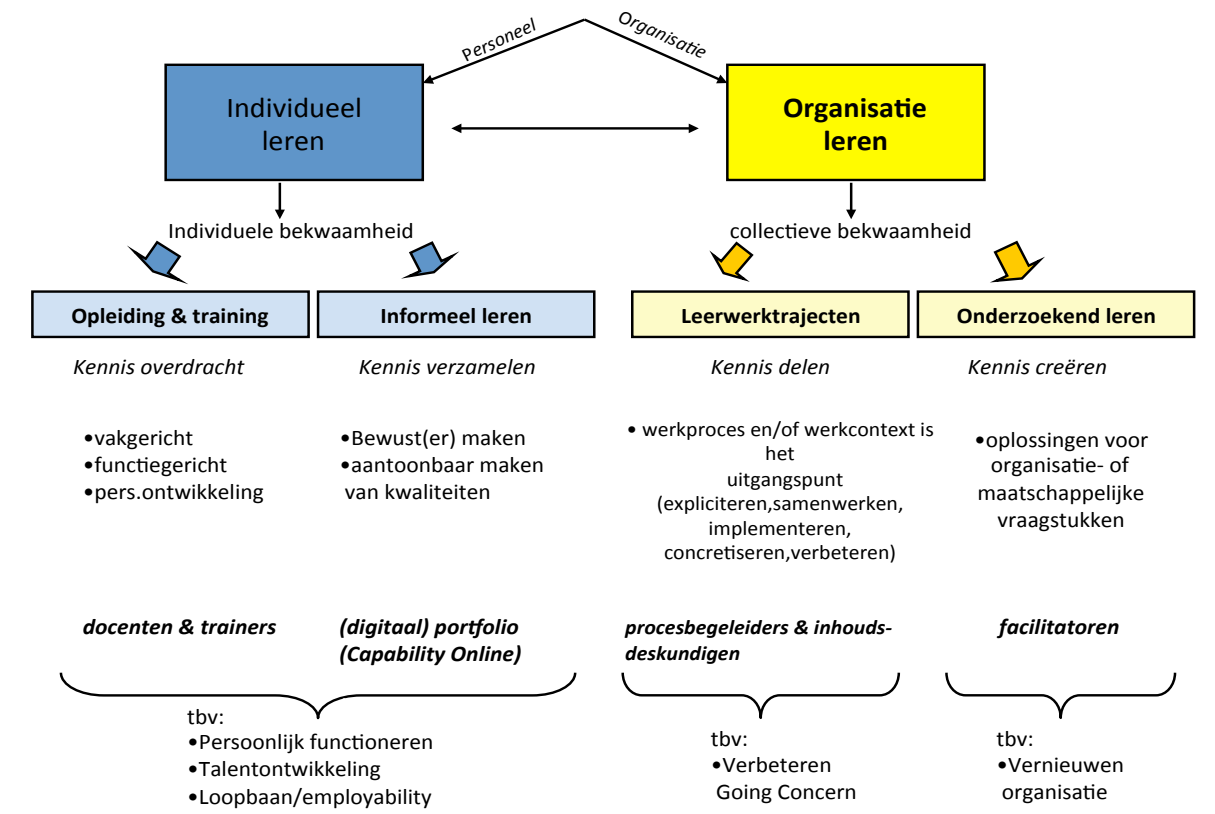 Personeel
Organisatie
Individueel
leren
Organisatie
leren
Individuele bekwaamheid
collectieve bekwaamheid
Opleiding & training
Informeel leren
Leerwerktrajecten
Onderzoekend leren
Kennis overdracht
Kennis verzamelen
Kennis delen
Kennis creëren
•vakgericht
•functiegericht
•pers.ontwikkeling
•Bewust(er) maken
•aantoonbaar maken
van kwaliteiten
• werkproces en/of werkcontext is
het
uitgangspunt
(expliciteren,samenwerken,
implementeren,
concretiseren,verbeteren)
•oplossingen voor
organisatie- of
maatschappelijke
vraagstukken
docenten & trainers
(digitaal) portfolio
(Capability Online)
procesbegeleiders & inhouds-
deskundigen
facilitatoren
tbv:
•Persoonlijk functioneren
•Talentontwikkeling
•Loopbaan/employability
tbv:
•Verbeteren
Going Concern
tbv:
•Vernieuwen
organisatie